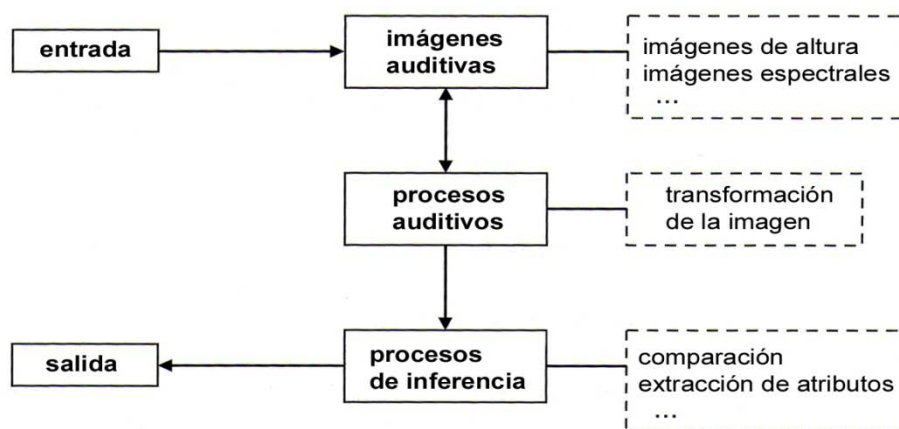 entrada
imágenes
auditivas
imágenes de altura
imágenes espectrales
...
procesos
auditivos
transformación
de la imagen
salida
procesos
de inferencia
comparación
extracción de atributos
...